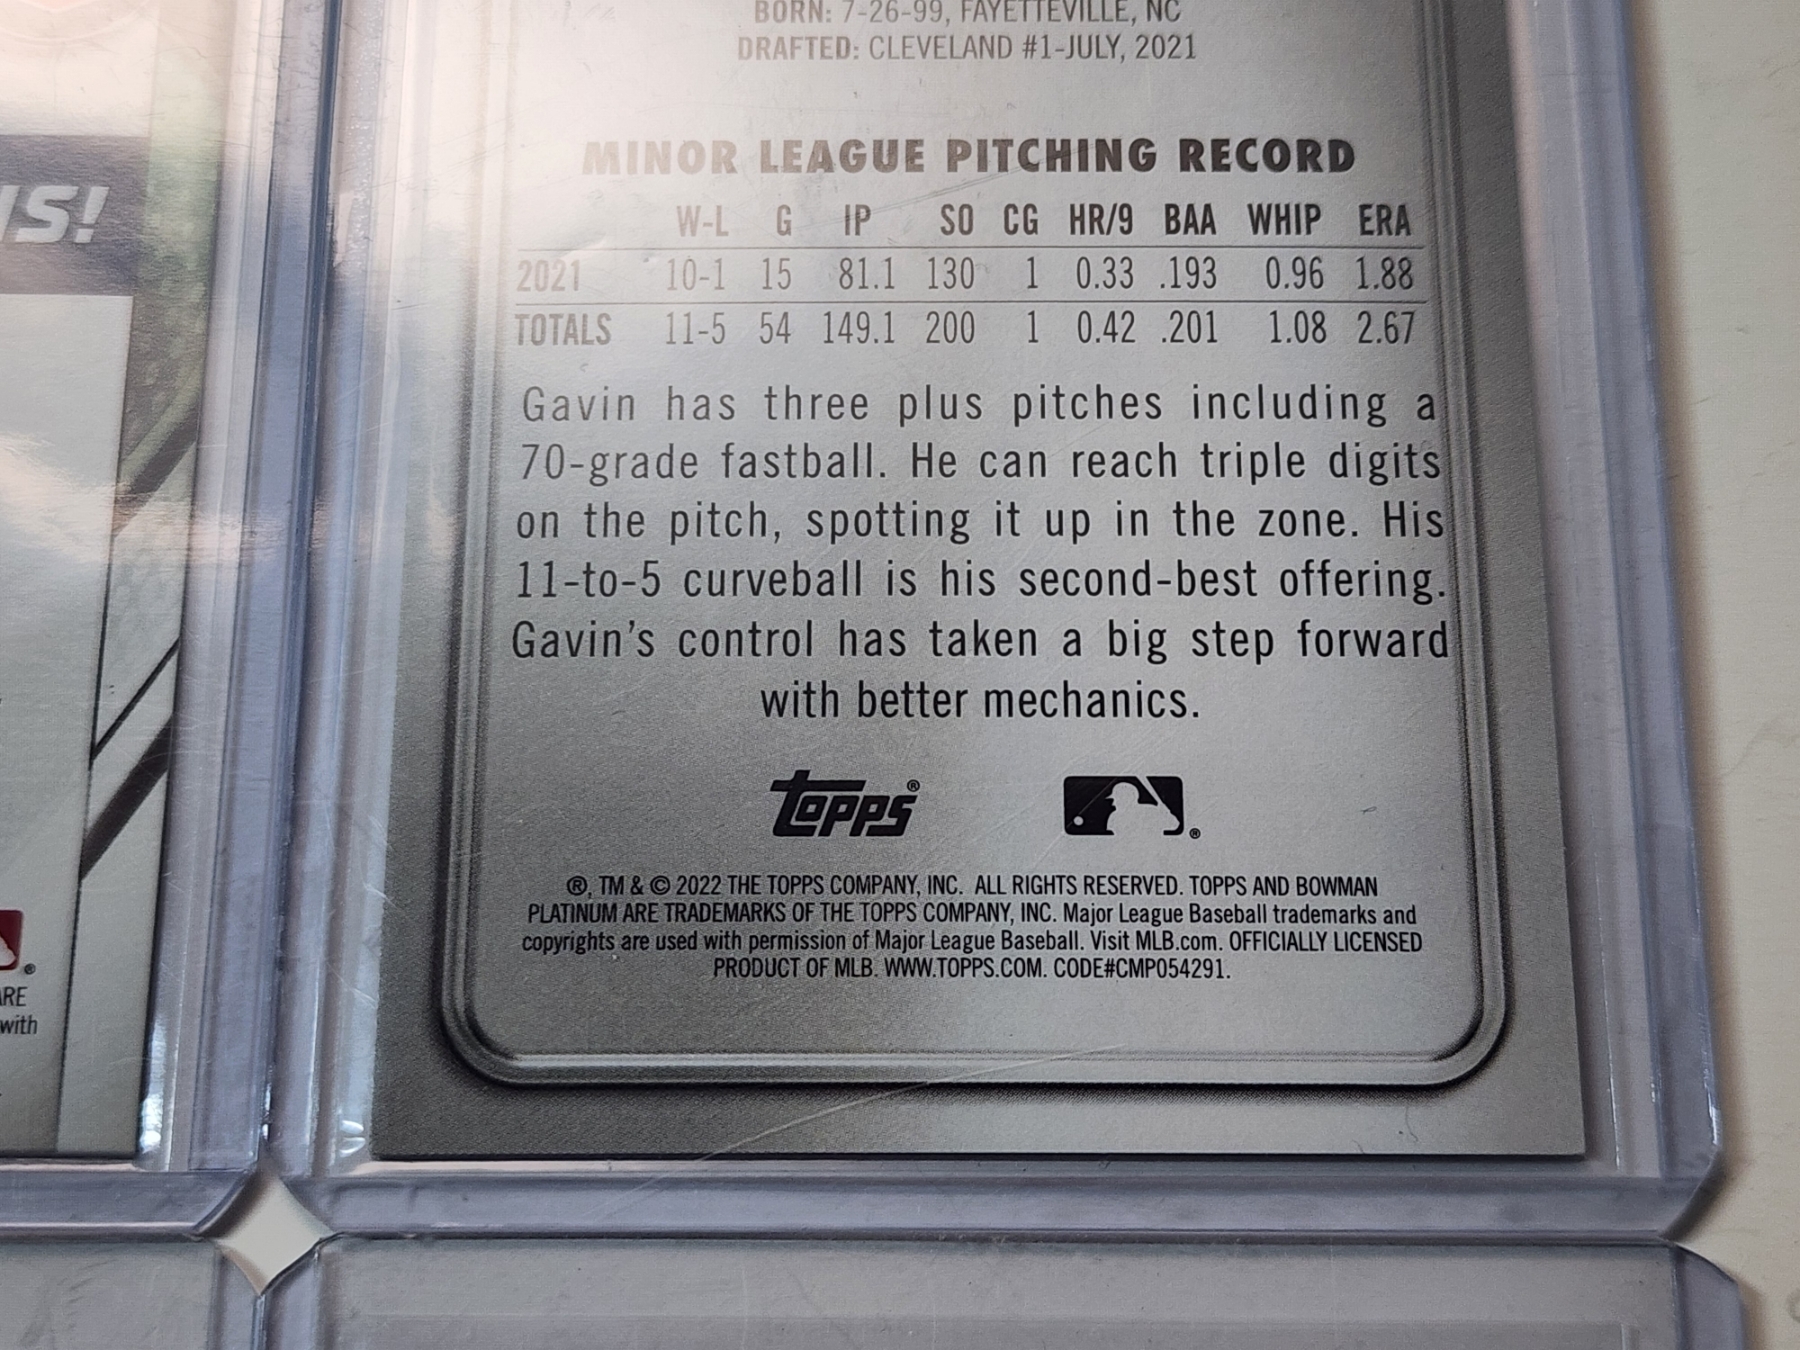 BORN: 7-26-99, FAYETTEVILLE, NC
DRAFTED: CLEVELAND #1-JULY, 2021
MINOR LEAGUE PITCHING RECORD
W-L G IP SO CG HR/9 BAA WHIP ERA
2021 10-1 15 81.1 130 1 0.33 .193 0.96 1.88
TOTALS 11-5 54 149.1 200 1 0.42 .201 1.08 2.67
Gavin has three plus pitches including a
70-grade fastball. He can reach triple digits
on the pitch, spotting it up in the zone. His
11-to-5 curveball is his second-best offering.
Gavin's control has taken a big step forward
with better mechanics.
Topps®
®
®, TM & © 2022 THE TOPPS COMPANY, INC. ALL RIGHTS RESERVED. TOPPS AND BOWMAN
PLATINUM ARE TRADEMARKS OF THE TOPPS COMPANY, INC. Major League Baseball trademarks and
copyrights are used with permission of Major League Baseball. Visit MLB.com. OFFICIALLY LICENSED
PRODUCT OF MLB. WWW.TOPPS.COM. CODE#CMP054291.
®
with